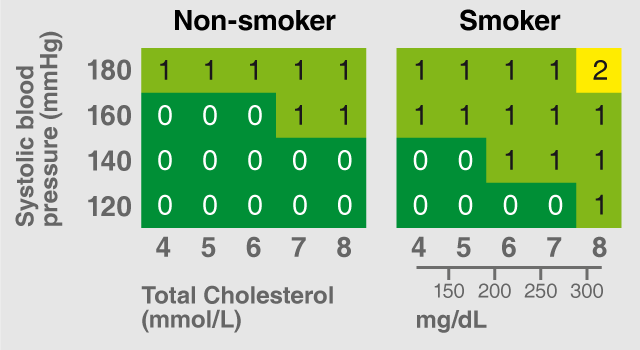 Non-smoker Smoker
Systolic blood
pressure (mmHg)
180 1 1 1 1 1 1 1 1 1 2
160 0 0 0 1 1 1 1 1 1 1
140 0 0 0 0 0 0 0 1 1 1
120 0 0 0 0 0 0 0 0 0 1
4 5 6 7 8 4 5 6 7 8
150 200 250 300
Total Cholesterol
(mmol/L) mg/dL